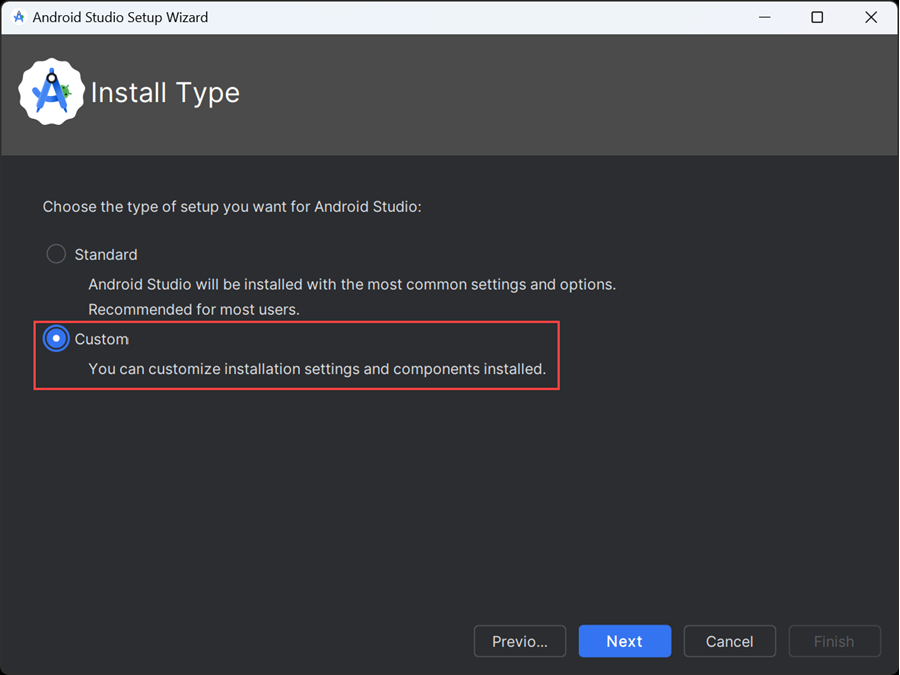 Android Studio Setup Wizard
Install Type
Choose the type of setup you want for Android Studio:
Standard
Android Studio will be installed with the most common settings and options.
Recommended for most users.
Custom
You can customize installation settings and components installed.
Previo...
Next
Cancel
Finish